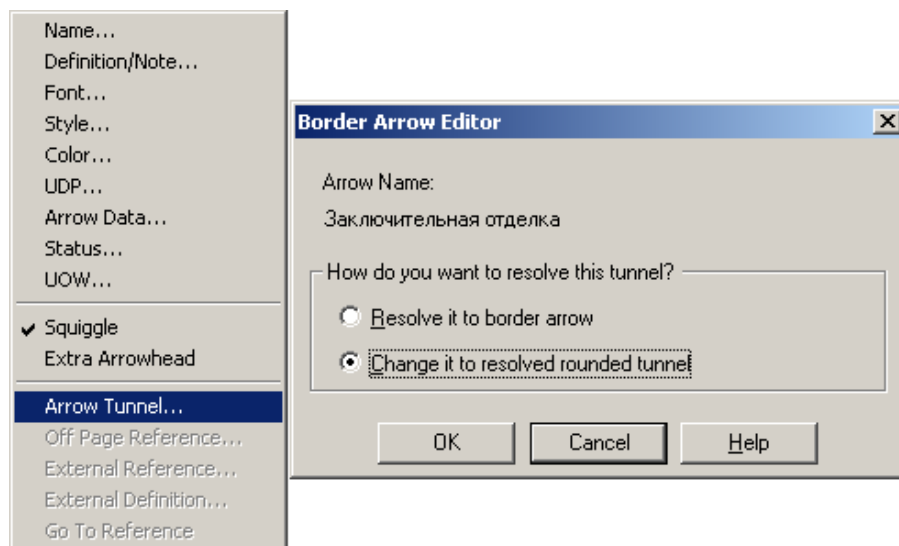 Name...
Definition/Note...
Font...
Style...
Color...
UDP...
Arrow Data...
Status...
UOW...
Squiggle
Extra Arrowhead
Arrow Tunnel...
Off Page Reference...
External Reference...
External Definition...
Go To Reference
Border Arrow Editor
Arrow Name:
Заключительная отделка
How do you want to resolve this tunnel?
Resolve it to border arrow
Change it to resolved rounded tunnel
OK
Cancel
Help